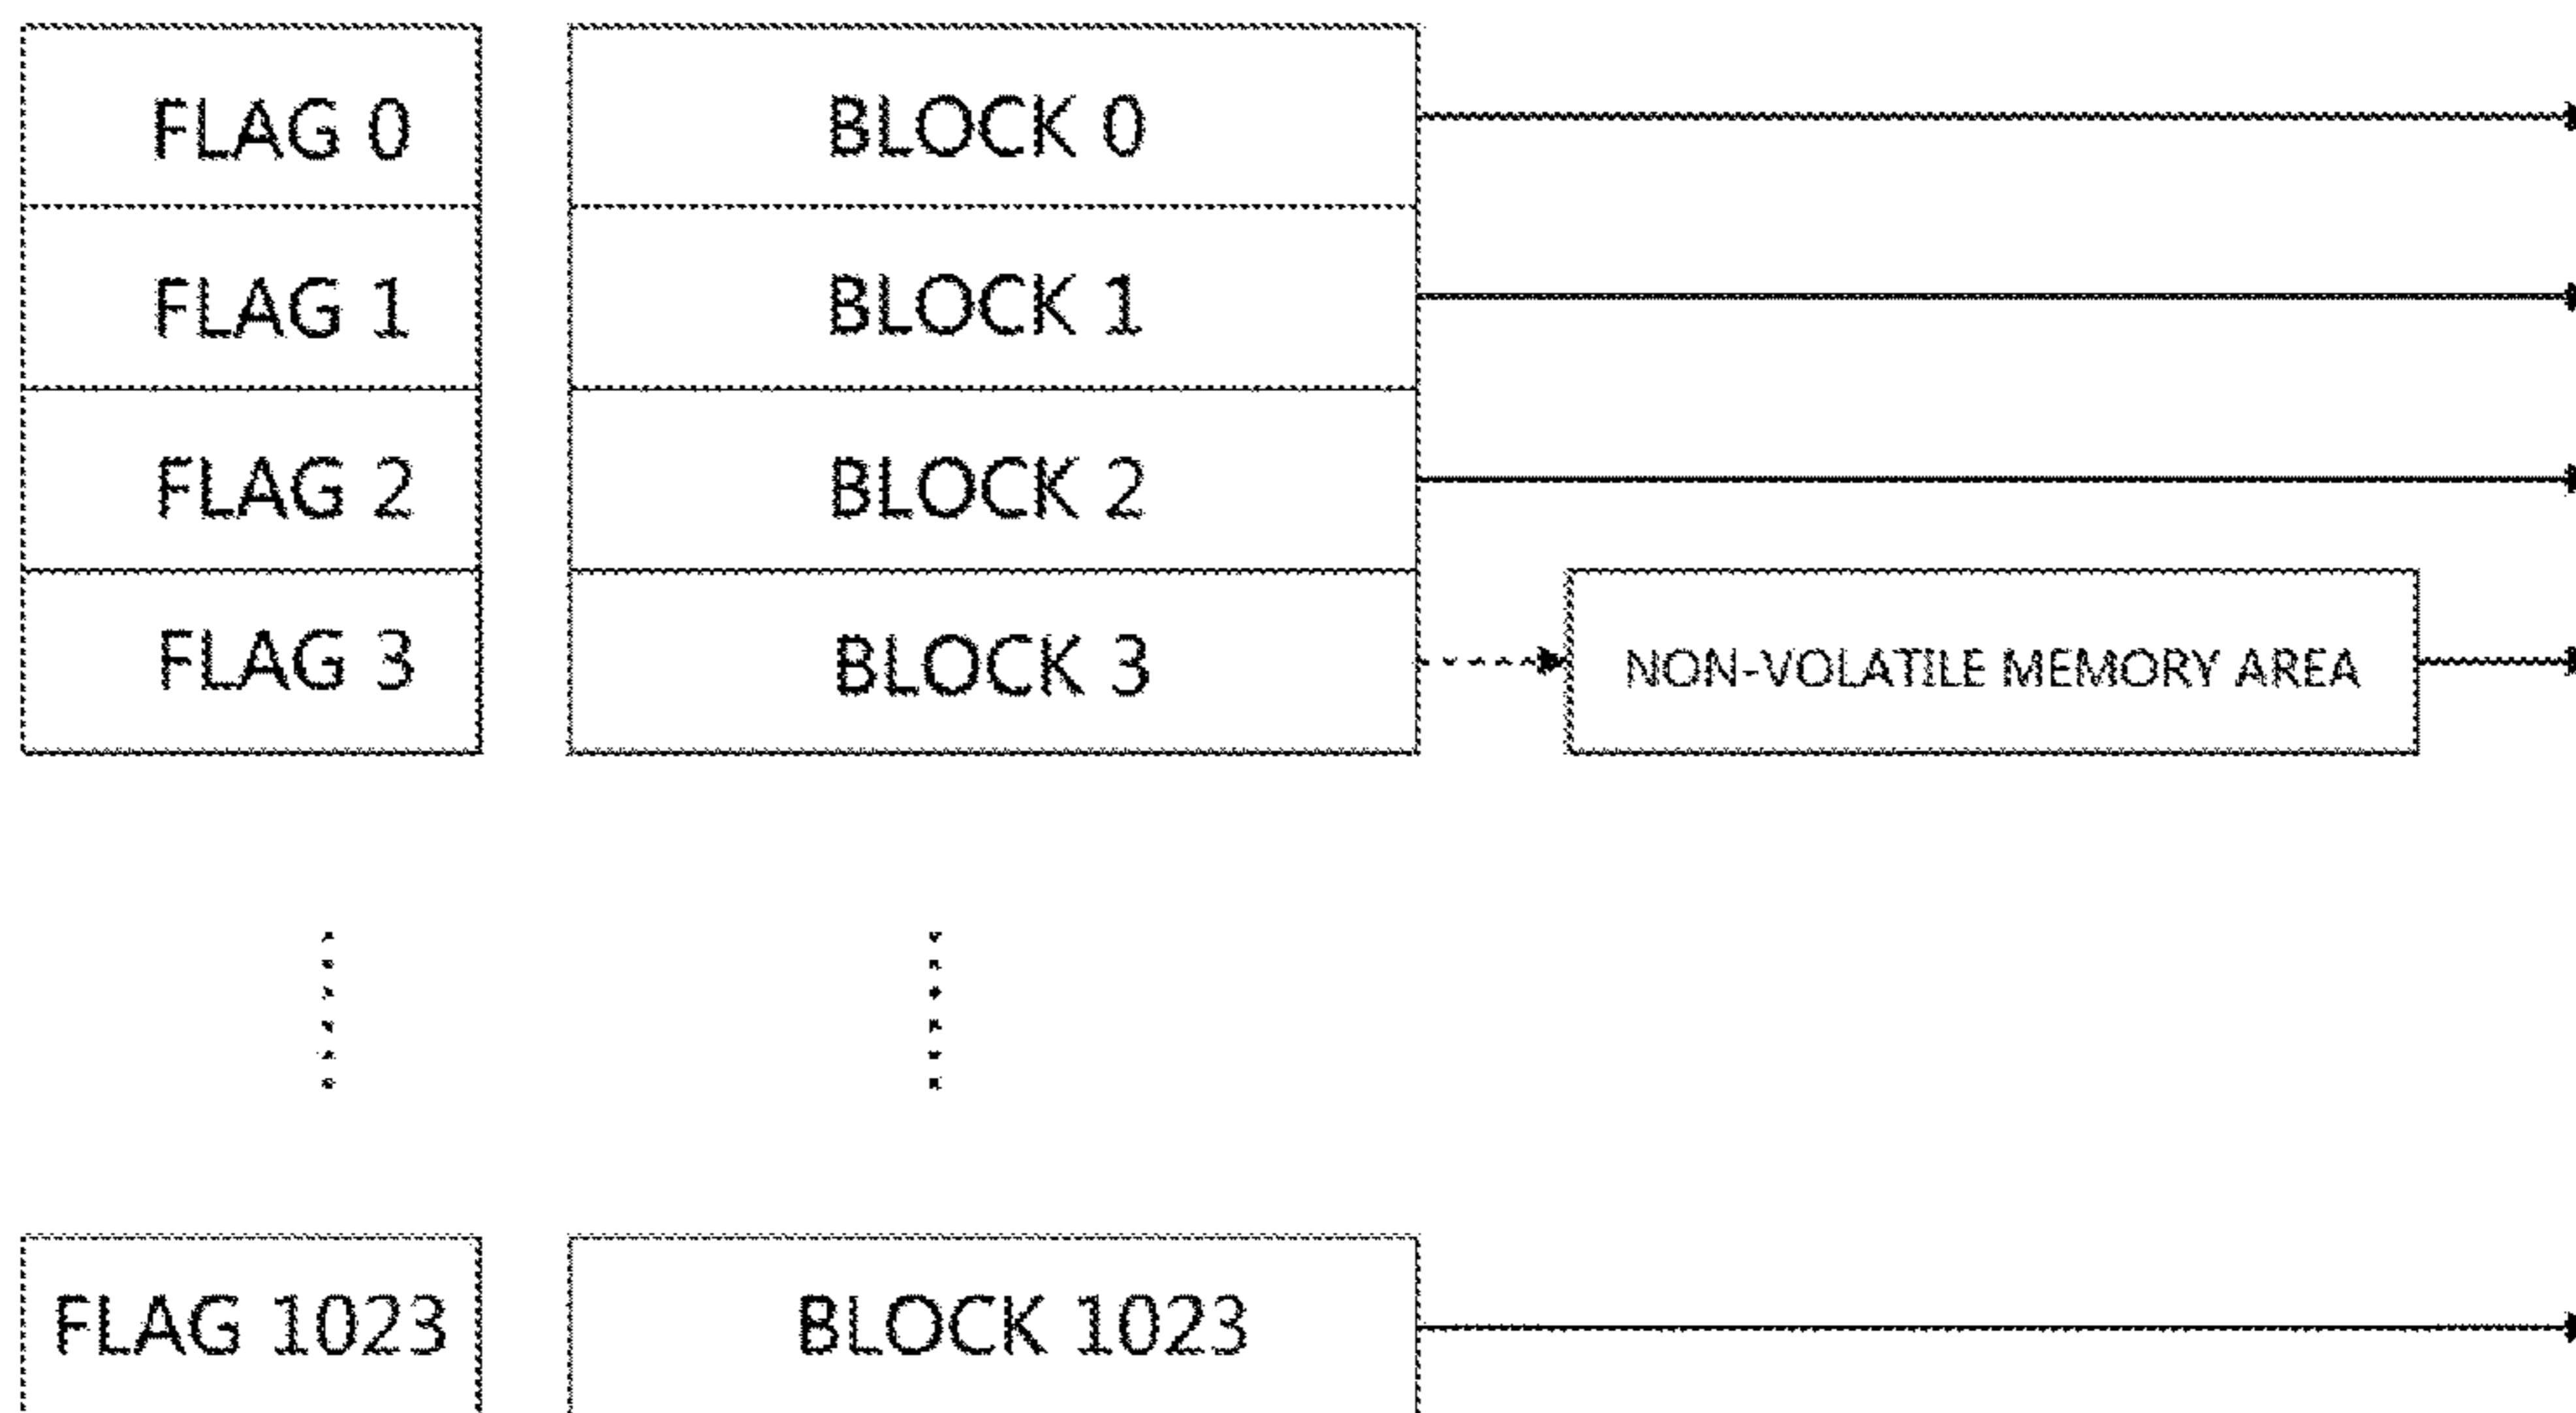 FLAG 0 BLOCK 0
FLAG 1 BLOCK 1
FLAG 2 BLOCK 2
FLAG 3 BLOCK 3 NON-VOLATILE MEMORY AREA
FLAG 1023 BLOCK 1023